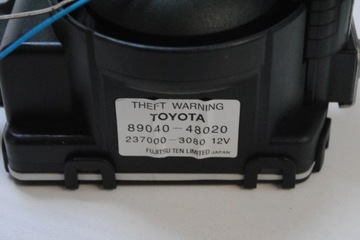 THEFT WARNING
TOYOTA
89040-48020
237000-3080 12V
FUJITSU TEN LIMITED JAPAN